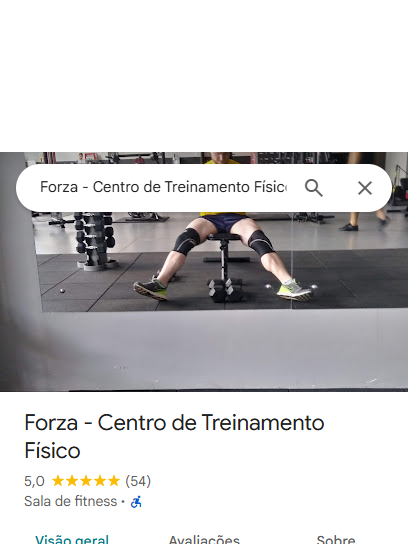 Forza - Centro de Treinamento Físic
Forza - Centro de Treinamento
Físico
5,0 (54)
Sala de fitness ·
Visão geral Avaliações Sobre